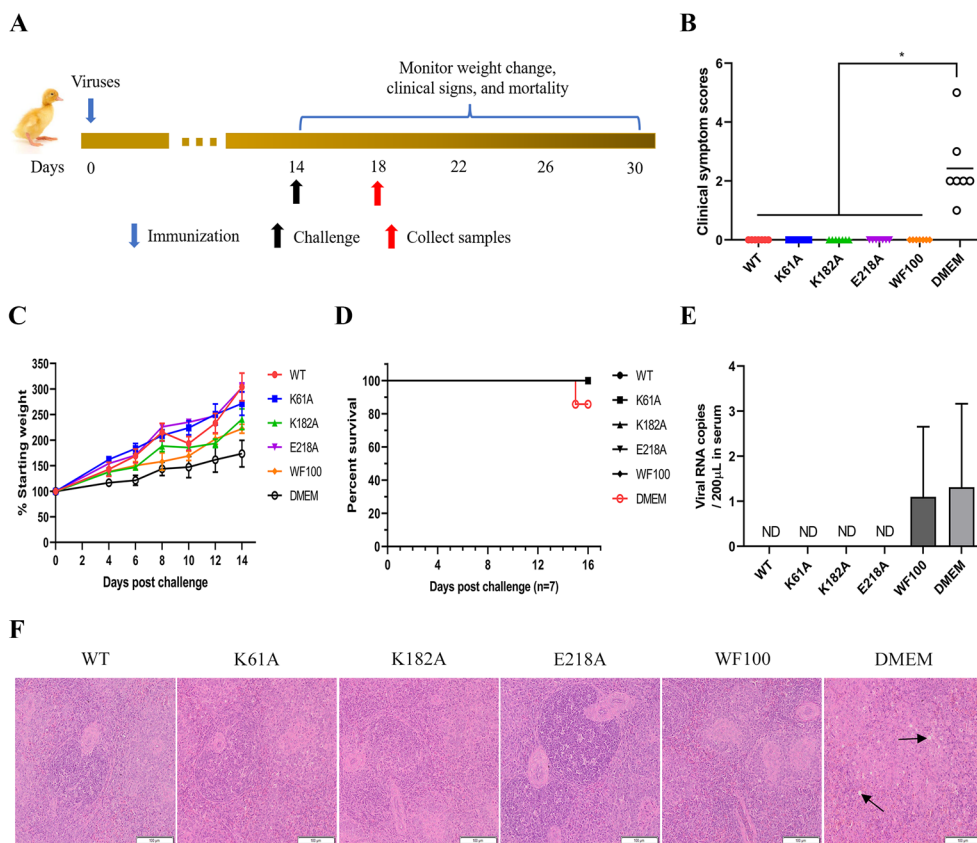 A
Viruses
Monitor weight change,
clinical signs, and mortality
Days 0 14 18 22 26 30
Immunization Challenge Collect samples
B
Clinical symptom scores
6
4
2
0
*
WT K61A K182A E218A WF100 DMEM
C
% Starting weight
350
300
250
200
150
100
50
0
0 2 4 6 8 10 12 14
Days post challenge
WT
K61A
K182A
E218A
WF100
DMEM
D
Percent survival
100
80
60
40
20
0
0 4 8 12 16
Days post challenge (n=7)
WT
K61A
K182A
E218A
WF100
DMEM
E
Viral RNA copies
/ 200μL in serum
4
3
2
1
0
ND ND ND ND
WT K61A K182A E218A WF100 DMEM
F
WT K61A K182A E218A WF100 DMEM